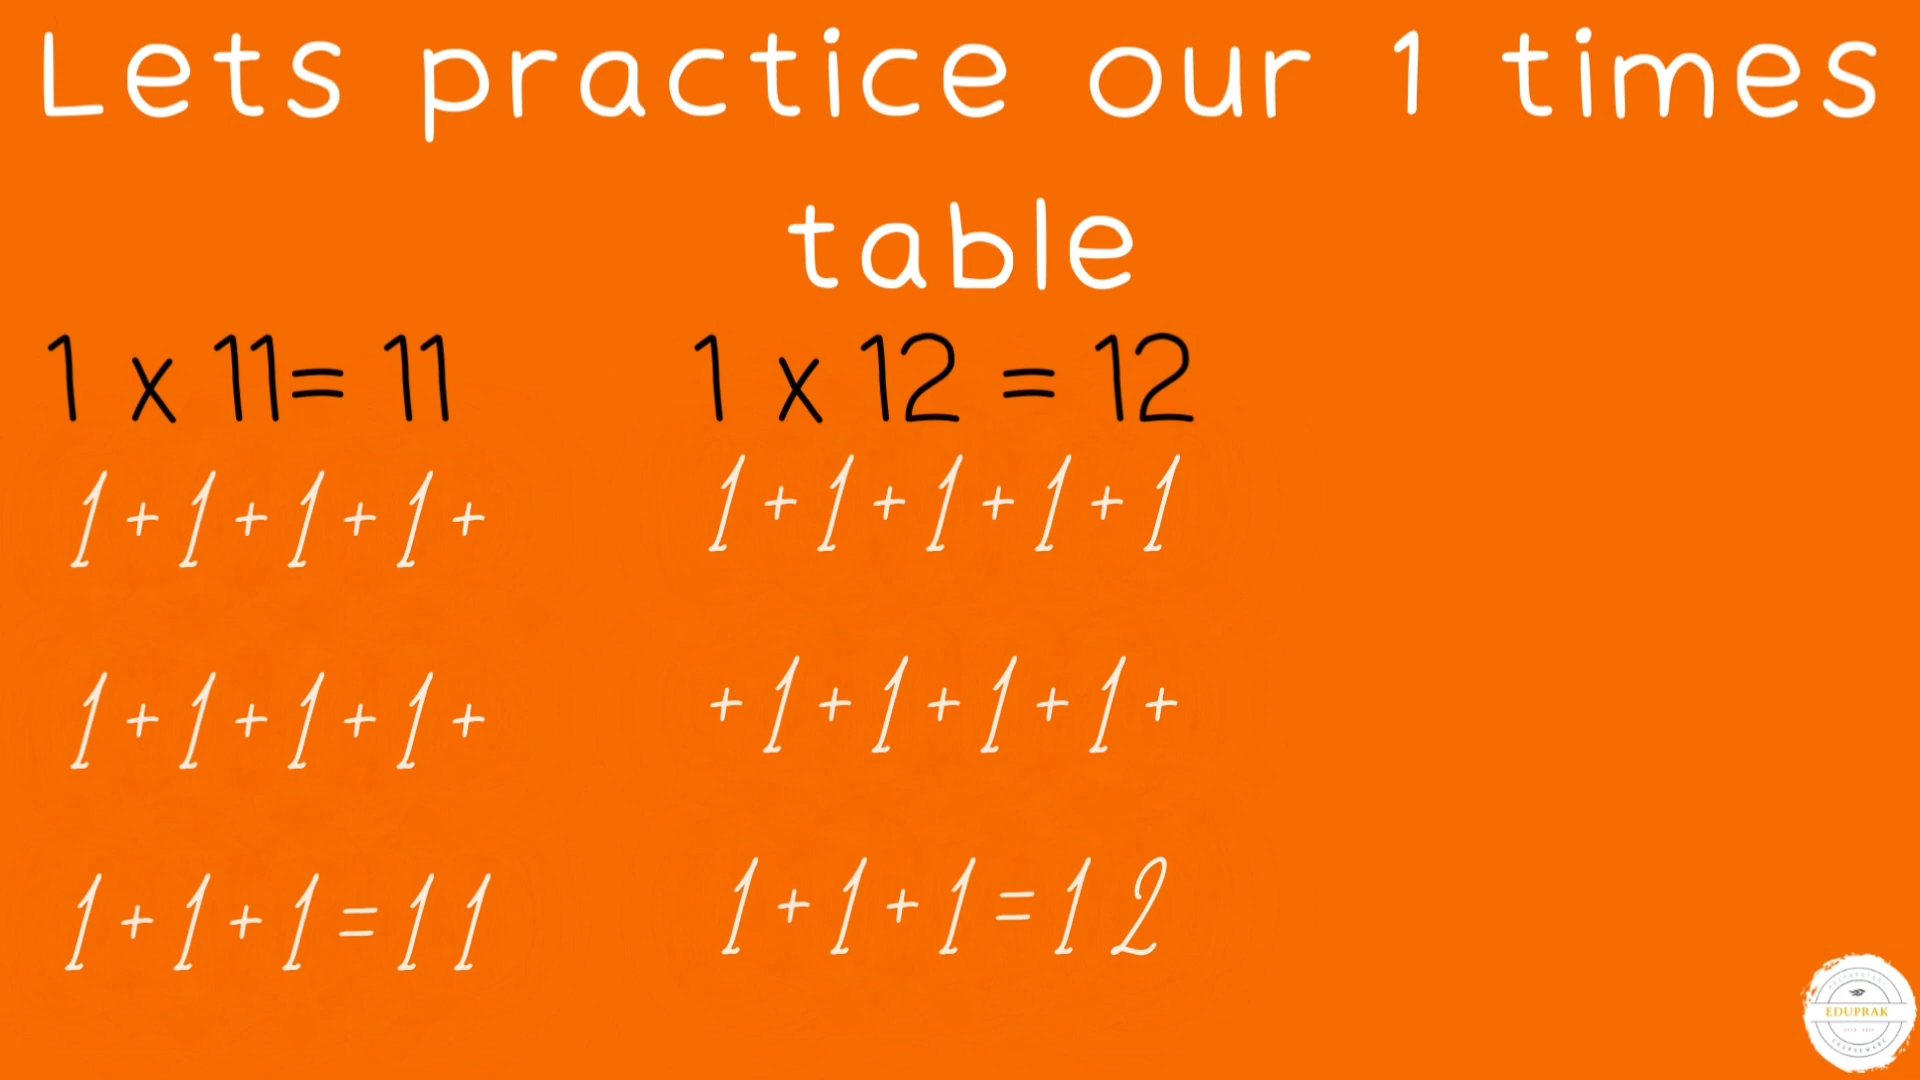 Lets practice our 1 times
table
1 x 11= 11
1+1+1+1+
1+1+1+1+
1+1+1=11
1 x 12 = 12
1+1+1+1+1
+1+1+1+1+
1+1+1=12
EDUPRAK